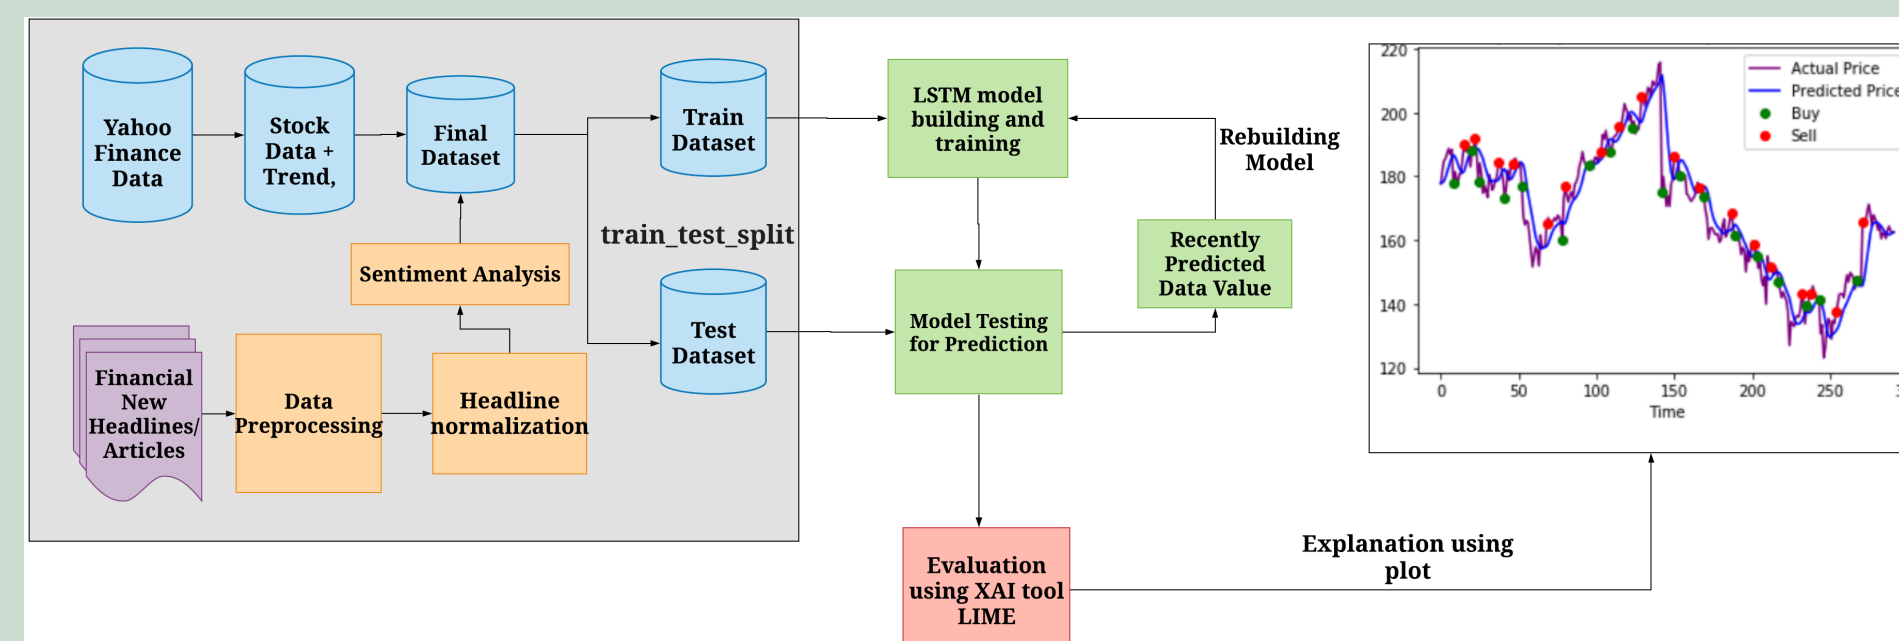 Yahoo
Finance
Data
Stock
Data +
Trend,
Final
Dataset
Train
Dataset
train_test_split
Test
Dataset
Sentiment Analysis
Financial
New
Headlines/
Articles
Data
Preprocessing
Headline
normalization
LSTM model
building and
training
Rebuilding
Model
Recently
Predicted
Data Value
Model Testing
for Prediction
Evaluation
using XAI tool
LIME
Explanation using
plot
220
200
180
160
140
120
0 50 100 150 200 250
Time
Actual Price
Predicted Price
Buy
Sell